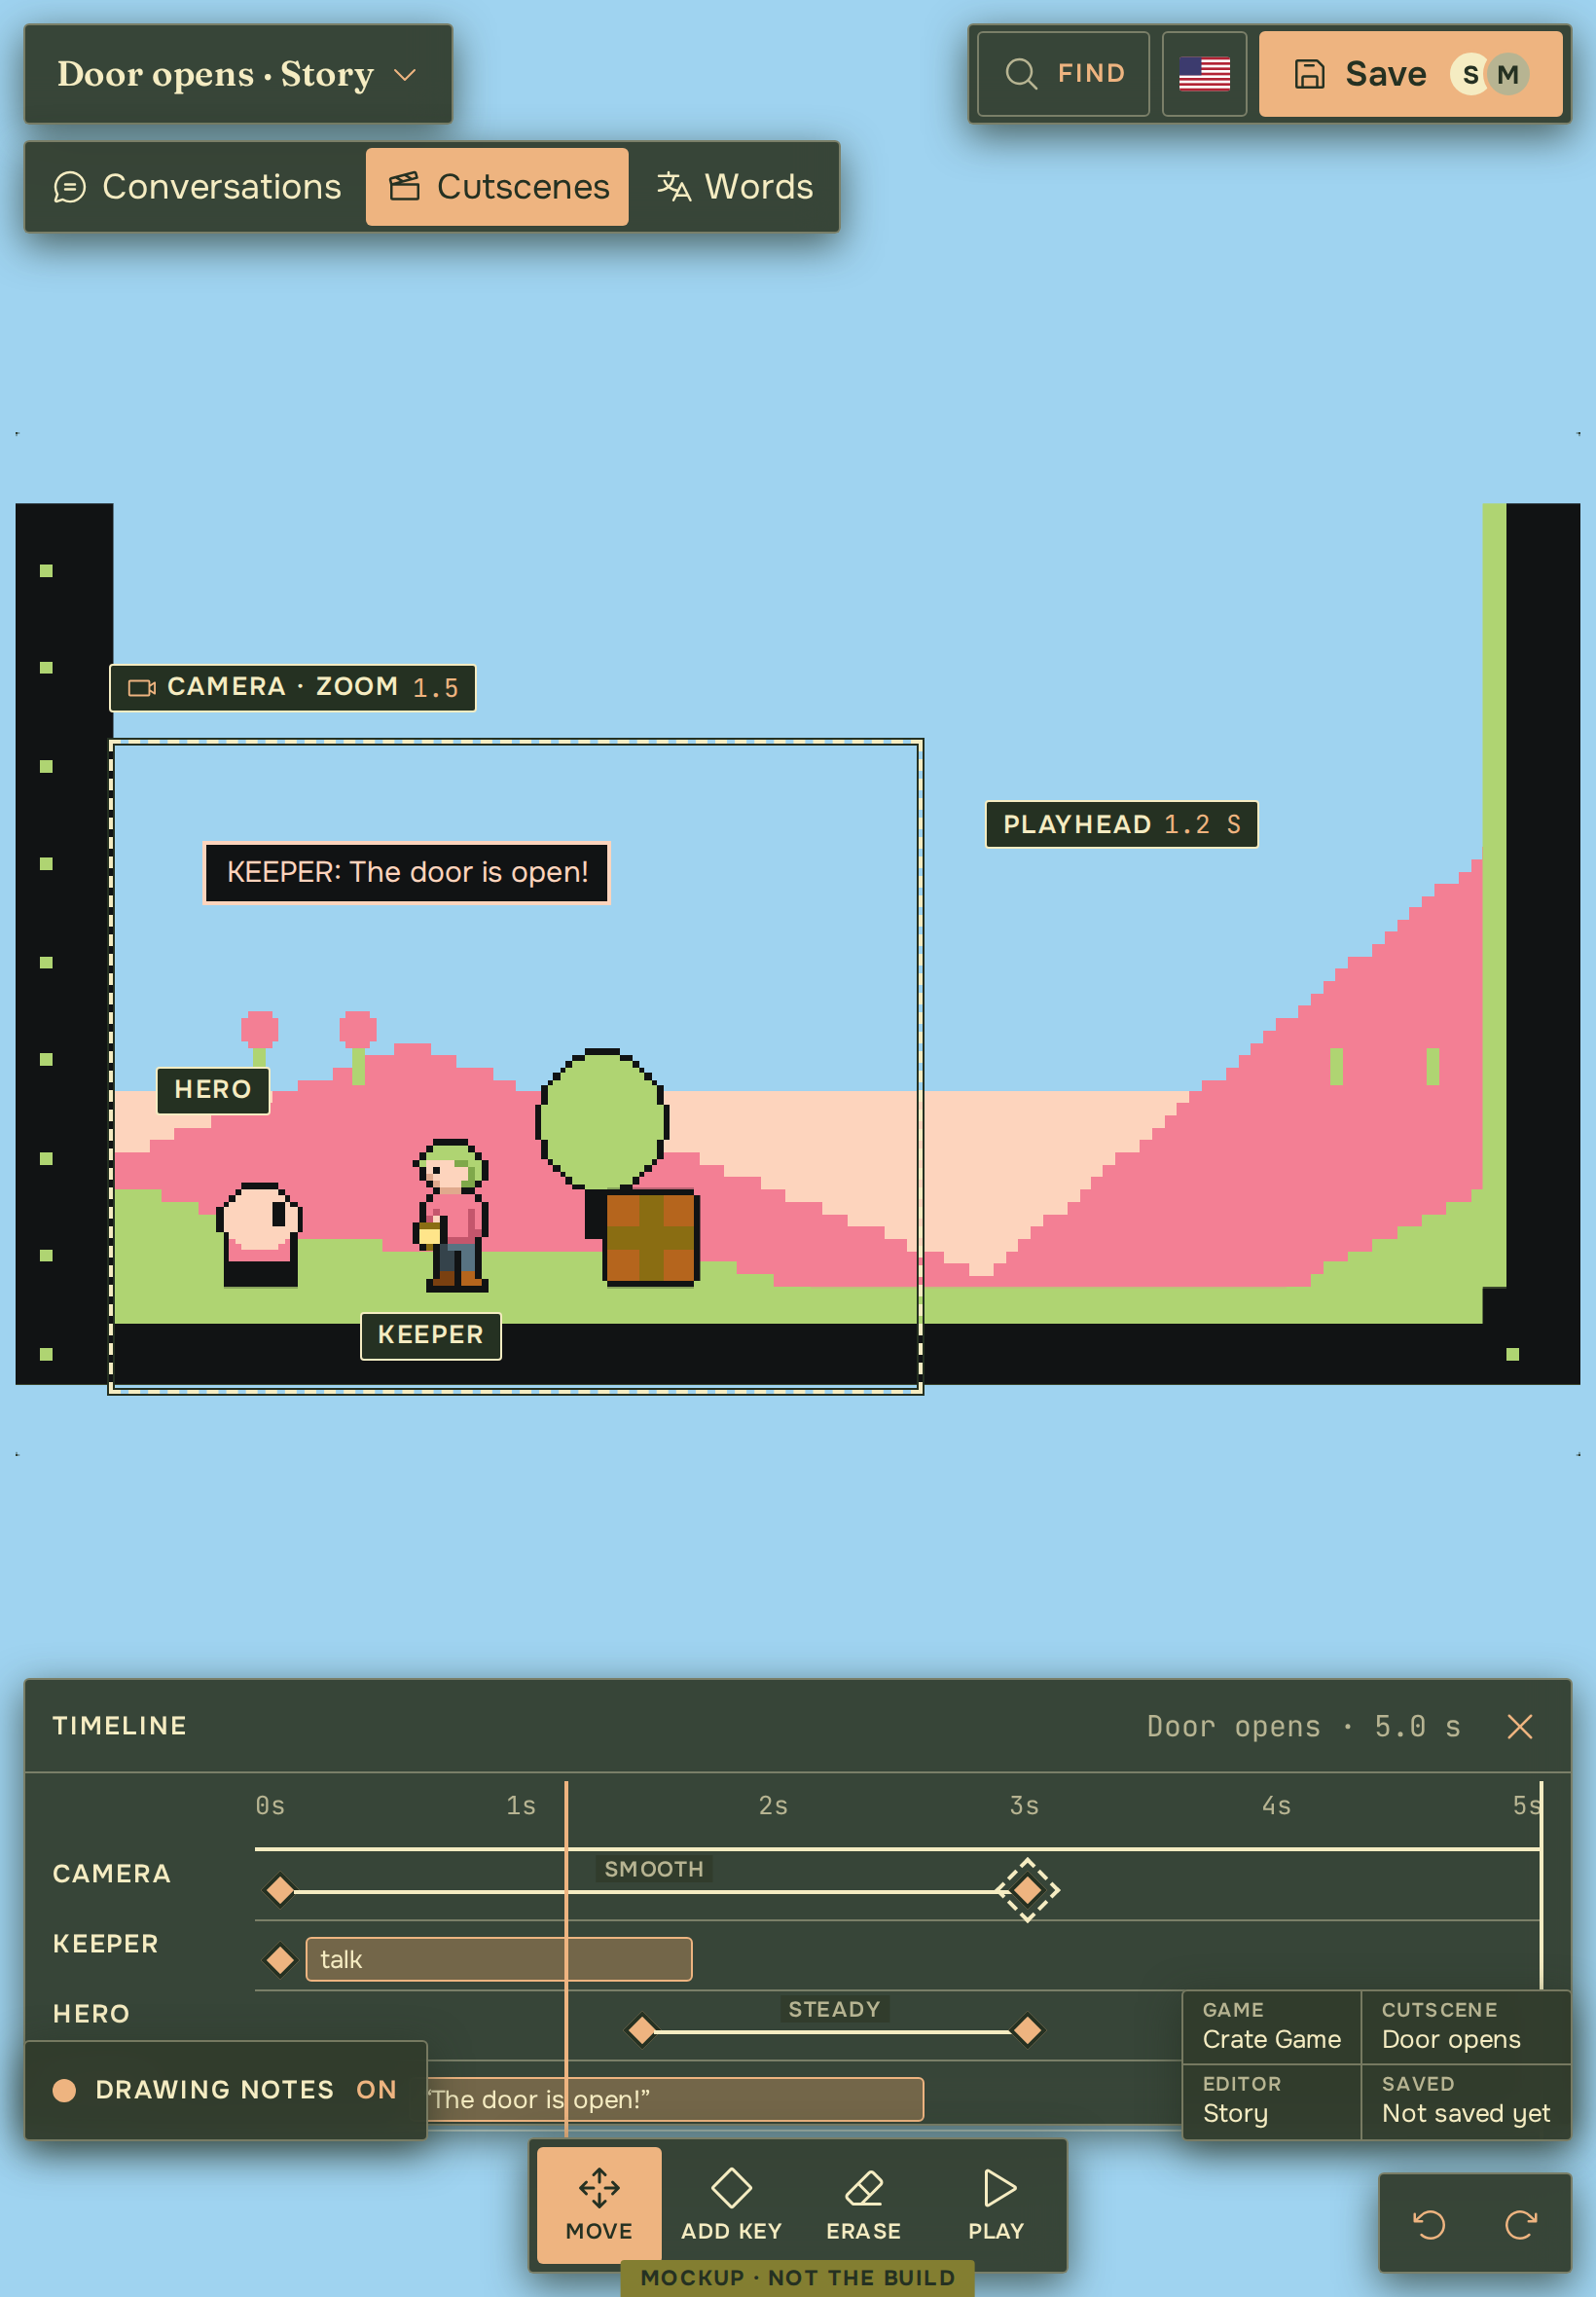 Door opens · Story
FIND
Save
S
M
Conversations
Cutscenes
Words
CAMERA · ZOOM 1.5
PLAYHEAD 1.2 S
KEEPER: The door is open!
HERO
KEEPER
TIMELINE
Door opens · 5.0 s
0s 1s 2s 3s 4s 5s
CAMERA
SMOOTH
KEEPER
talk
HERO
STEADY
GAME
Crate Game
CUTSCENE
Door opens
DRAWING NOTES ON
“The door is open!”
EDITOR
Story
SAVED
Not saved yet
MOVE
ADD KEY
ERASE
PLAY
MOCKUP · NOT THE BUILD